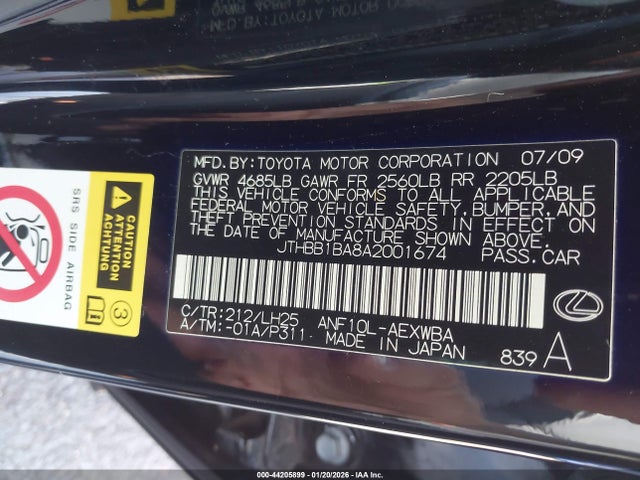 MFD. BY: TOYOTA MOTOR CORPORATION 07/09
GVWR 4685LB GAWR FR 2560LB RR 2205LB
THIS VEHICLE CONFORMS TO ALL APPLICABLE
FEDERAL MOTOR VEHICLE SAFETY, BUMPER, AND
THEFT PREVENTION STANDARDS IN EFFECT ON
THE DATE OF MANUFACTURE SHOWN ABOVE.
JTHBB1BA8A2001674 PASS. CAR
C/TR: 212/LH25 ANF10L-AEXWBA
A/TM: -01A/P311 MADE IN JAPAN
839 A
SRS SIDE AIRBAG
ATTENTION
ACHTUNG
3
000-44205899 | 01/20/2026 - IAA INC.